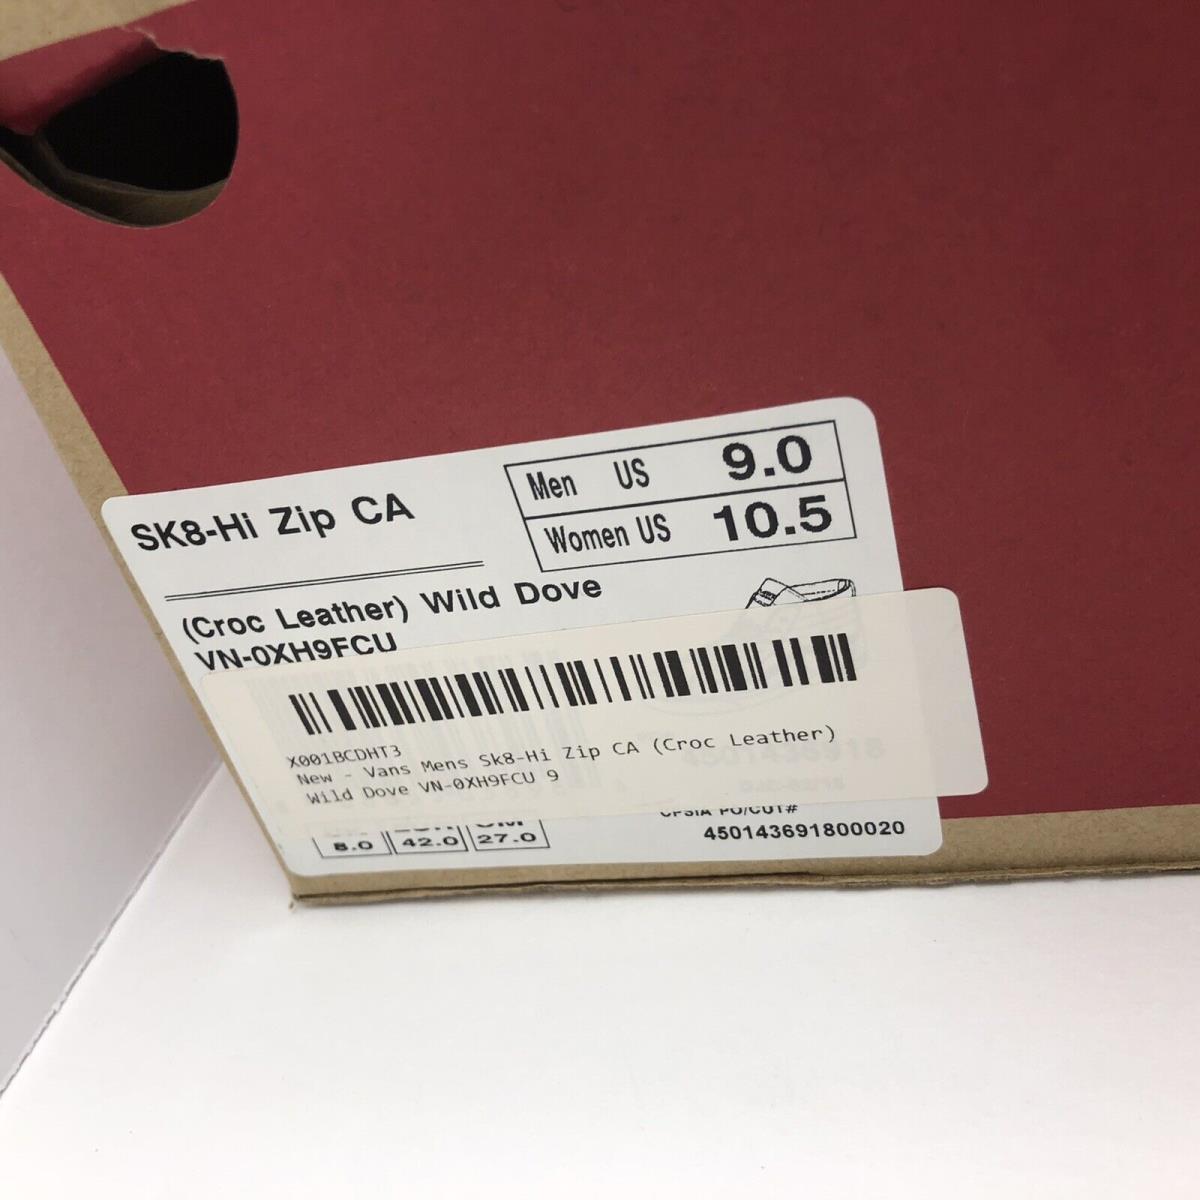 SK8-Hi Zip CA
Men US 9.0
Women US 10.5
(Croc Leather) Wild Dove
VN-0XH9FCU
X001BCDHT3
New - Vans Mens Sk8-Hi Zip CA (Croc Leather)
Wild Dove VN-0XH9FCU 9
CPSIA PO/CUT#
8.0 42.0 27.0
450143691800020